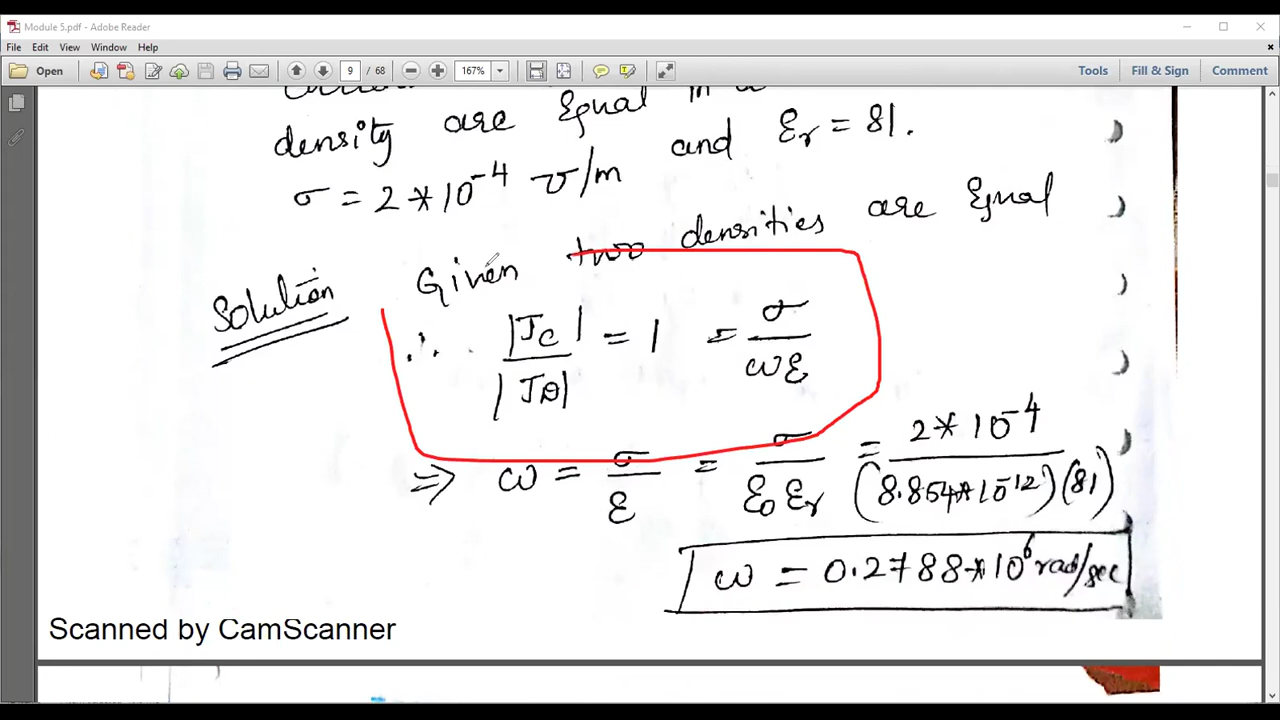 Module 5.pdf - Adobe Reader
File Edit View Window Help
Open 9 / 68 167% Tools Fill & Sign Comment
density are Equal in a
σ = 2*10⁻⁴ ℧/m and εr = 81.
Solution Given two densities are Equal
∴ |JC| / |JD| = 1 = σ / ωε
⇒ ω = σ / ε = σ / ε₀ εr = 2*10⁻⁴ / (8.854*10⁻¹²)(81)
ω = 0.2788*10⁶ rad/sec
Scanned by CamScanner